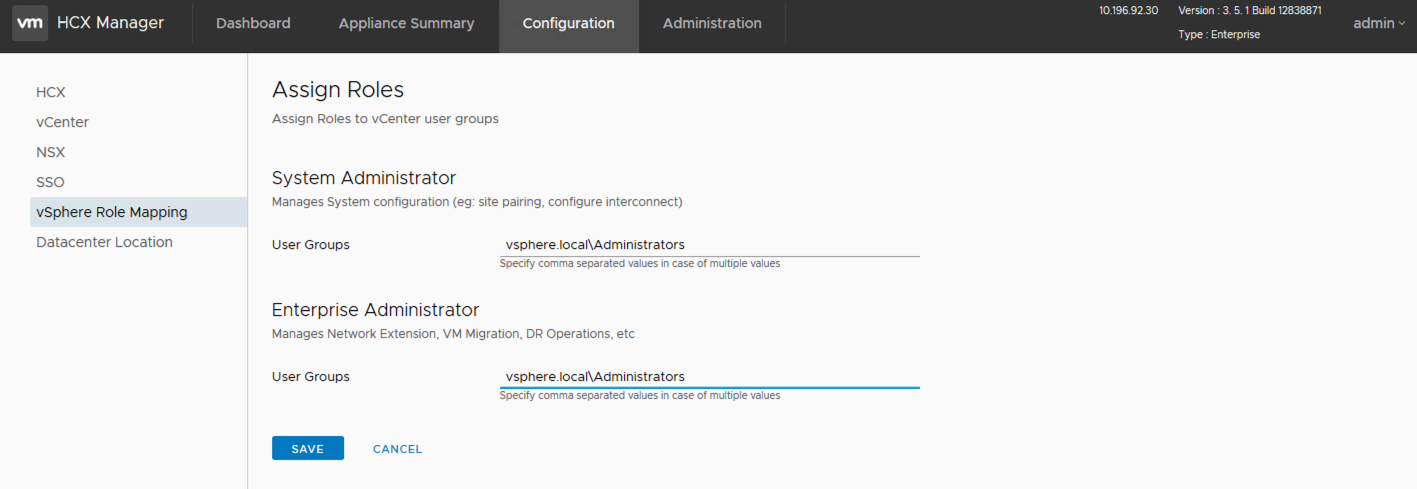 vm HCX Manager Dashboard Appliance Summary Configuration Administration 10.196.92.30 Version : 3. 5. 1 Build 12838871 admin
Type : Enterprise
HCX
vCenter
NSX
SSO
vSphere Role Mapping
Datacenter Location
Assign Roles
Assign Roles to vCenter user groups
System Administrator
Manages System configuration (eg: site pairing, configure interconnect)
User Groups vsphere.local\Administrators
Specify comma separated values in case of multiple values
Enterprise Administrator
Manages Network Extension, VM Migration, DR Operations, etc
User Groups vsphere.local\Administrators
Specify comma separated values in case of multiple values
SAVE CANCEL